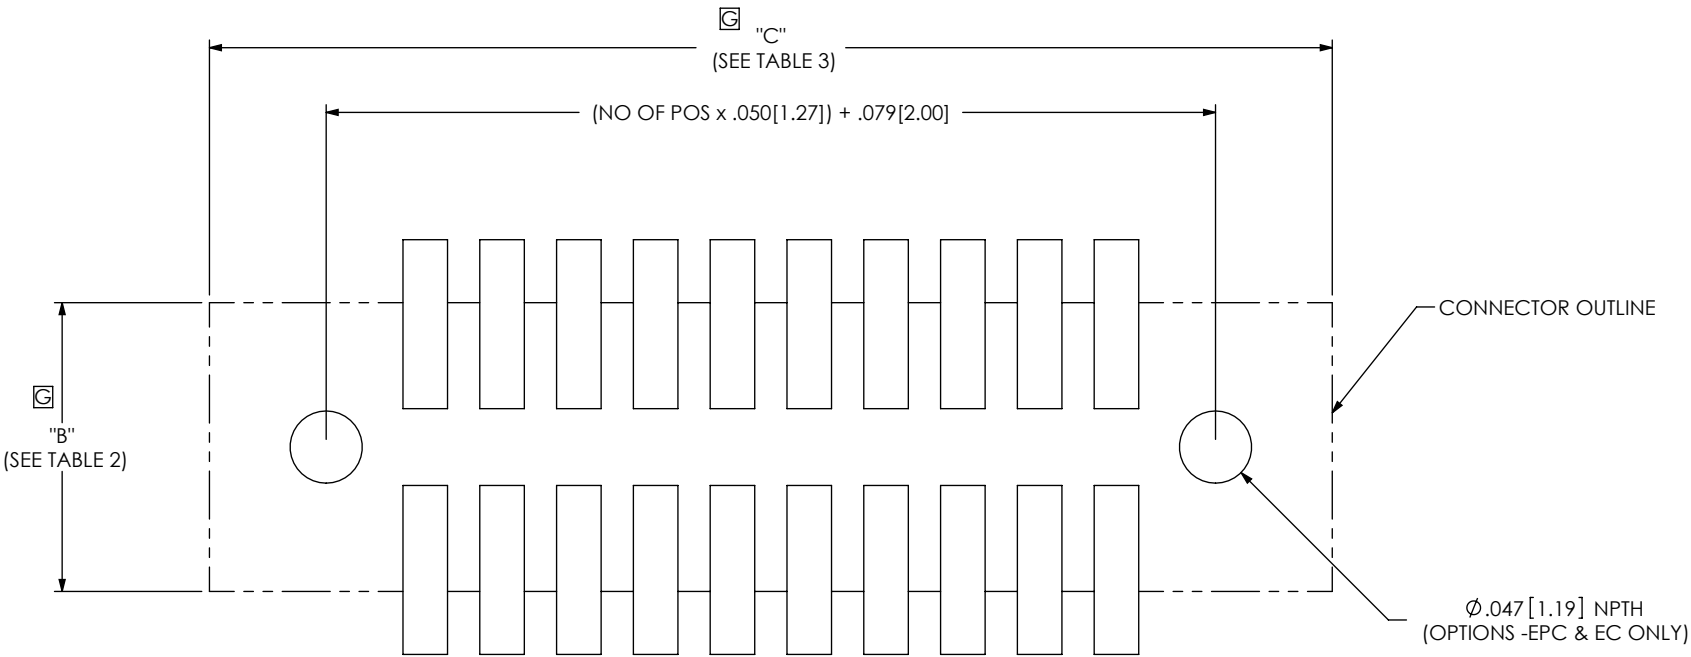 G
"C"
(SEE TABLE 3)
(NO OF POS x .050[1.27]) + .079[2.00]
CONNECTOR OUTLINE
G
"B"
(SEE TABLE 2)
Ø.047[1.19] NPTH
(OPTIONS -EPC & EC ONLY)